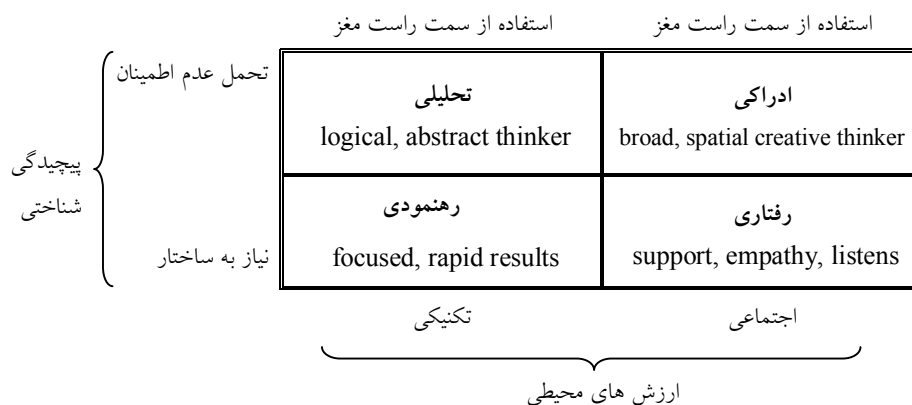 استفاده از سمت راست مغز
استفاده از سمت راست مغز
تحمل عدم اطمینان
ادراکی
broad, spatial creative thinker
تحلیلی
logical, abstract thinker
پیچیدگی
شناختی
رفتاری
support, empathy, listens
رهنمودی
focused, rapid results
نیاز به ساختار
اجتماعی
تکنیکی
ارزش های محیطی